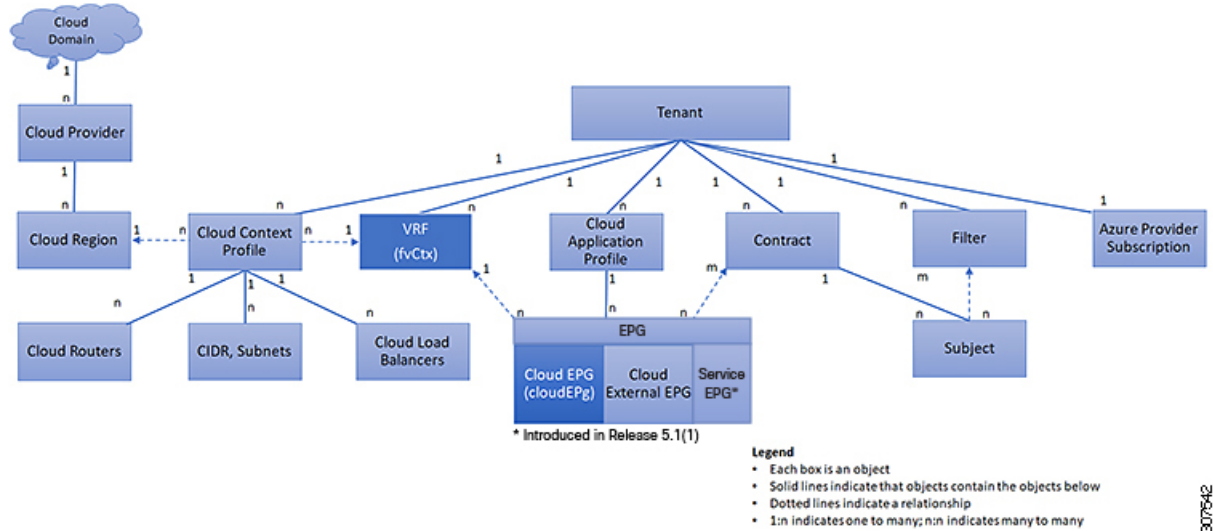 Cloud
Domain
1
n
Cloud Provider
1
n
Cloud Region
Tenant
1
1
1
1
1
1
n
n
n
n
n
1
n
Cloud Context
Profile
n
1
VRF
(fvCtx)
Cloud
Application
Profile
Contract
Filter
Azure Provider
Subscription
1
1
1
n
n
n
Cloud Routers
CIDR, Subnets
Cloud Load
Balancers
1
n
1
n
m
n
1
n
m
n
EPG
Cloud EPG
(cloudEPg)
Cloud
External EPG
Service
EPG*
* Introduced in Release 5.1(1)
Subject
Legend
• Each box is an object
• Solid lines indicate that objects contain the objects below
• Dotted lines indicate a relationship
• 1:n indicates one to many; n:n indicates many to many
307542